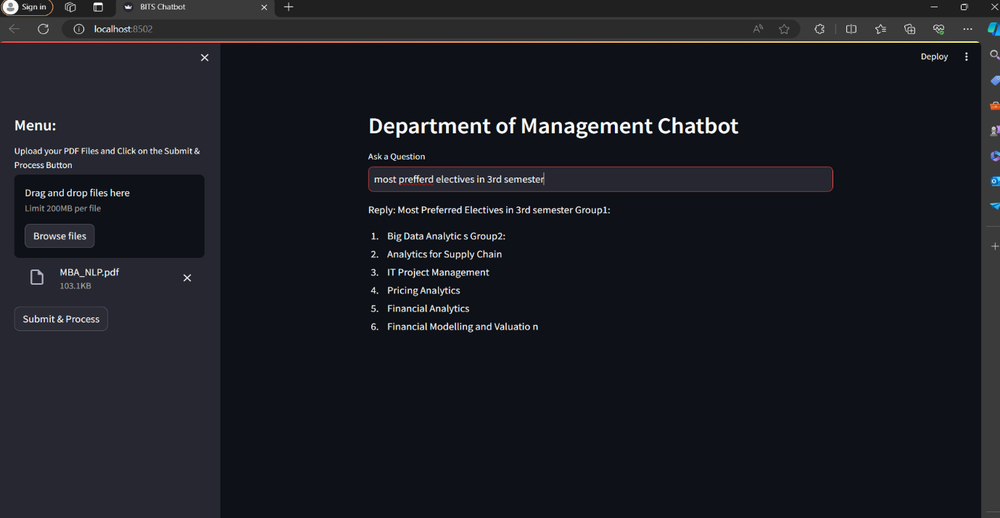 Sign in
BITS Chatbot
localhost:8502
Deploy
Menu:
Upload your PDF Files and Click on the Submit &
Process Button
Drag and drop files here
Limit 200MB per file
Browse files
MBA_NLP.pdf
103.1KB
Submit & Process
Department of Management Chatbot
Ask a Question
most prefferd electives in 3rd semester
Reply: Most Preferred Electives in 3rd semester Group1:
1. Big Data Analytic s Group2:
2. Analytics for Supply Chain
3. IT Project Management
4. Pricing Analytics
5. Financial Analytics
6. Financial Modelling and Valuatio n